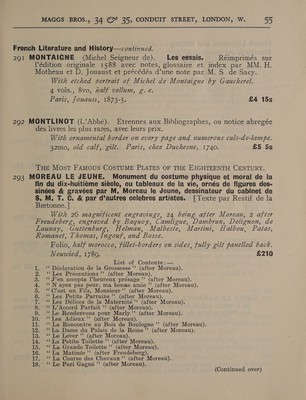 MAGGS BROS., 34 & 35, CONDUIT STREET, LONDON, W. 55
French Literature and History—continued.
291 MONTAIGNE (Michel Seigneur de). Les essais. Réimprimés sur
l'édition originale 1588 avec notes, glossaire et index par MM. H.
Motheau et D. Jouaust et précédés d'une note par M. S. de Sacy.
With etched portrait of Michel de Montaigne by Gaucherel.
4 vols., 8vo, half vellum, g. e.
Paris, Jouaust, 1873-5. £4 15s
292 MONTLINOT (L'Abbé). Etrennes aux Bibliographes, ou notice abregée
des livres les plus rares, avec leurs prix.
With ornamental border on every page and numerous culs-de-lampe.
32mo, old calf, gilt. Paris, chez Duchesne, 1740. £5 5s
The Most Famous Costume Plates of the Eighteenth Century.
293 MOREAU LE JEUNE. Monument du costume physique et moral de la
fin du dix-huitième siècle, ou tableaux de la vie, ornés de figures des-
sinées & gravées par M. Moreau le Jeune, dessinateur du cabinet de
S. M. T. C. & par d'autres celebres artistes. [Texte par Restif de la
Bretonne.]
With 26 magnificent engravings, 24 being after Moreau, 2 after
Freudeberg, engraved by Baquoy, Camligue, Dambrun, Delignon, de
Launay, Guttenburg, Helman, Malbeste, Martini, Halbou, Patas,
Romanet, Thomas, Ingouf, and Bosse.
Folio, half morocco, fillet-borders on sides, fully gilt panelled back.
Neuwied, 1789. £210
List of Contents:—
1. "Déclaration de la Grossesse" (after Moreau).
2. "Les Précautions" (after Moreau).
3. "J'en accepte l'heureux présage" (after Moreau).
4. "N'ayez pas peur, ma bonne amie" (after Moreau).
5. "C'est un Fils, Monsieur" (after Moreau).
6. "Les Petits Parrains" (after Moreau).
7. "Les Délices de la Maternité" (after Moreau).
8. "L'Accord Parfait" (after Moreau).
9. "Le Rendezvous pour Marly" (after Moreau).
10. "Les Adieux" (after Moreau).
11. "La Rencontre au Bois de Boulogne" (after Moreau).
12. "La Dame du Palais de la Reine" (after Moreau).
13. "Le Lever" (after Moreau).
14. "La Petite Toilette" (after Moreau).
15. "La Grande Toilette" (after Moreau).
16. "La Matinée" (after Freudeberg).
17. "La Course des Chevaux" (after Moreau).
18. "Le Pari Gagné" (after Moreau).
(Continued over)